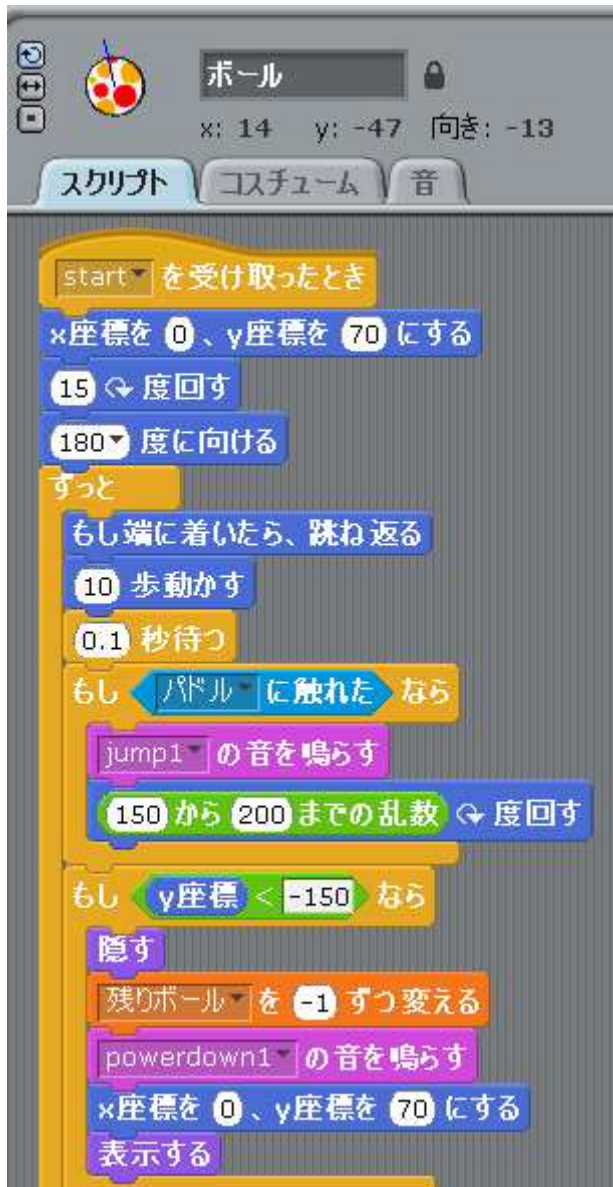 ボール
x: 14 y: -47 向き: -13
スクリプト コスチューム 音
start を受け取ったとき
x座標を 0 、y座標を 70 にする
15 度回す
180 度に向ける
ずっと
もし端に着いたら、跳ね返る
10 歩動かす
0.1 秒待つ
もし パドル に触れた なら
jump1 の音を鳴らす
150 から 200 までの乱数 度回す
もし y座標 < -150 なら
隠す
残りボール を -1 ずつ変える
powerdown1 の音を鳴らす
x座標を 0 、y座標を 70 にする
表示する